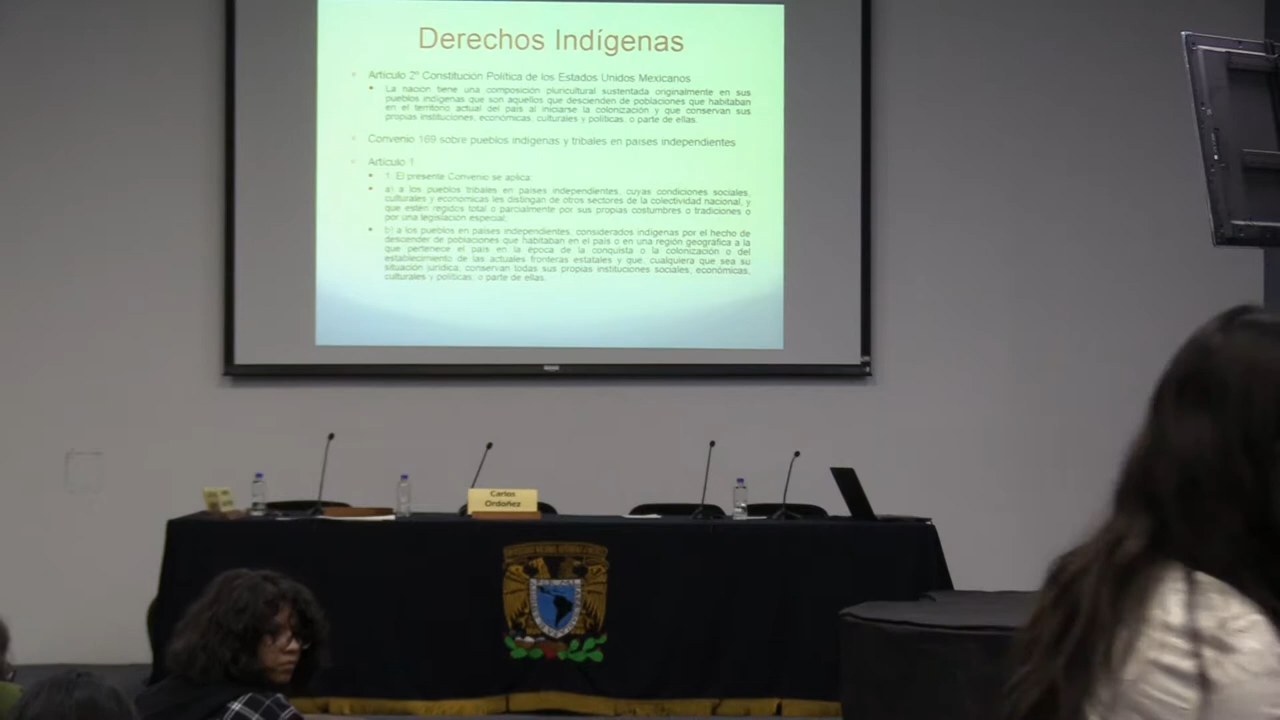 Derechos Indígenas
Artículo 2º Constitución Política de los Estados Unidos Mexicanos
La nación tiene una composición pluricultural sustentada originalmente en sus
pueblos indígenas que son aquellos que descienden de poblaciones que habitaban
en el territorio actual del país al iniciarse la colonización y que conservan sus
propias instituciones, económicas, culturales y políticas, o parte de ellas.
Convenio 169 sobre pueblos indígenas y tribales en países independientes
Artículo 1
1. El presente Convenio se aplica:
a) a los pueblos tribales en países independientes, cuyas condiciones sociales,
culturales y económicas les distingan de otros sectores de la colectividad nacional, y
que estén regidos total o parcialmente por sus propias costumbres o tradiciones o
por una legislación especial;
b) a los pueblos en países independientes, considerados indígenas por el hecho de
descender de poblaciones que habitaban en el país o en una región geográfica a la
que pertenece el país en la época de la conquista o la colonización o del
establecimiento de las actuales fronteras estatales y que, cualquiera que sea su
situación jurídica, conservan todas sus propias instituciones sociales, económicas,
culturales y políticas, o parte de ellas.
Carlos
Ordoñez